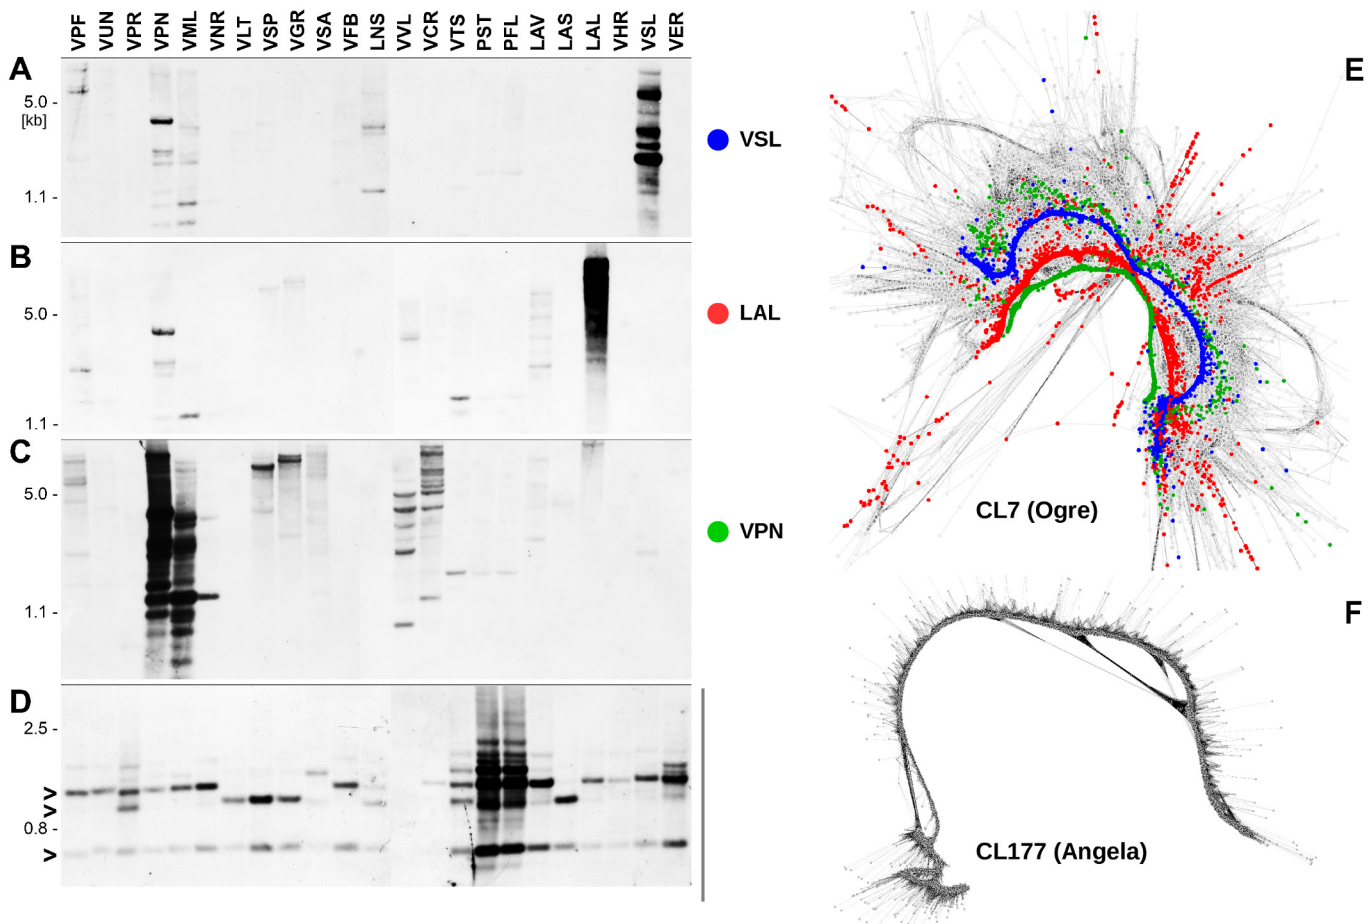 VPF VUN VPR VPN VML VNR VLT VSP VGR VSA VFB LNS VVL VCR VTS PST PFL LAV LAS LAL VHR VSL VER
A
5.0 -
[kb]
1.1 -
B
5.0 -
1.1 -
C
5.0 -
1.1 -
D
2.5 -
>
>
0.8 -
>
VSL
LAL
VPN
E
CL7 (Ogre)
F
CL177 (Angela)